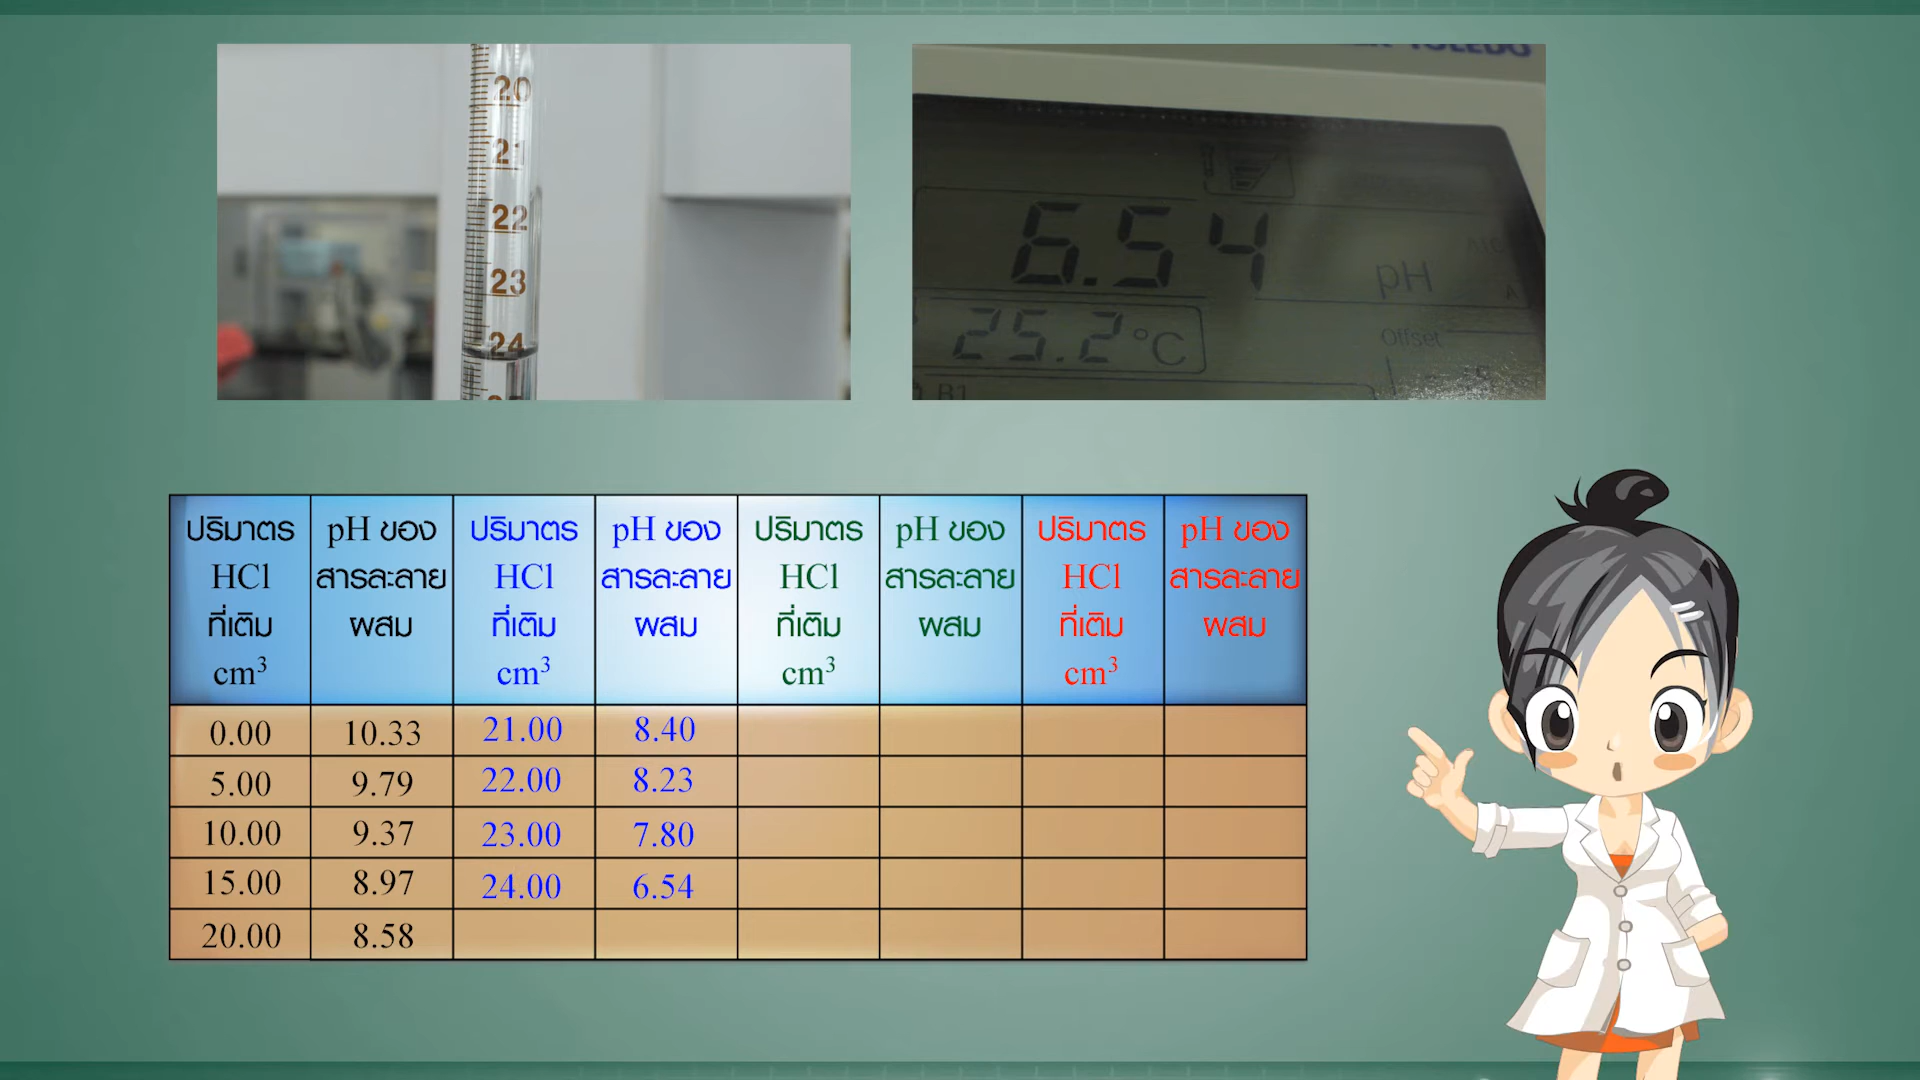 20
21
22
23
24
TOLEDO
6.54
pH
25.2°C
Offset
B1
ปริมาตร HCl ที่เติม cm³
pH ของสารละลายผสม
ปริมาตร HCl ที่เติม cm³
pH ของสารละลายผสม
ปริมาตร HCl ที่เติม cm³
pH ของสารละลายผสม
ปริมาตร HCl ที่เติม cm³
pH ของสารละลายผสม
0.00 10.33 21.00 8.40
5.00 9.79 22.00 8.23
10.00 9.37 23.00 7.80
15.00 8.97 24.00 6.54
20.00 8.58